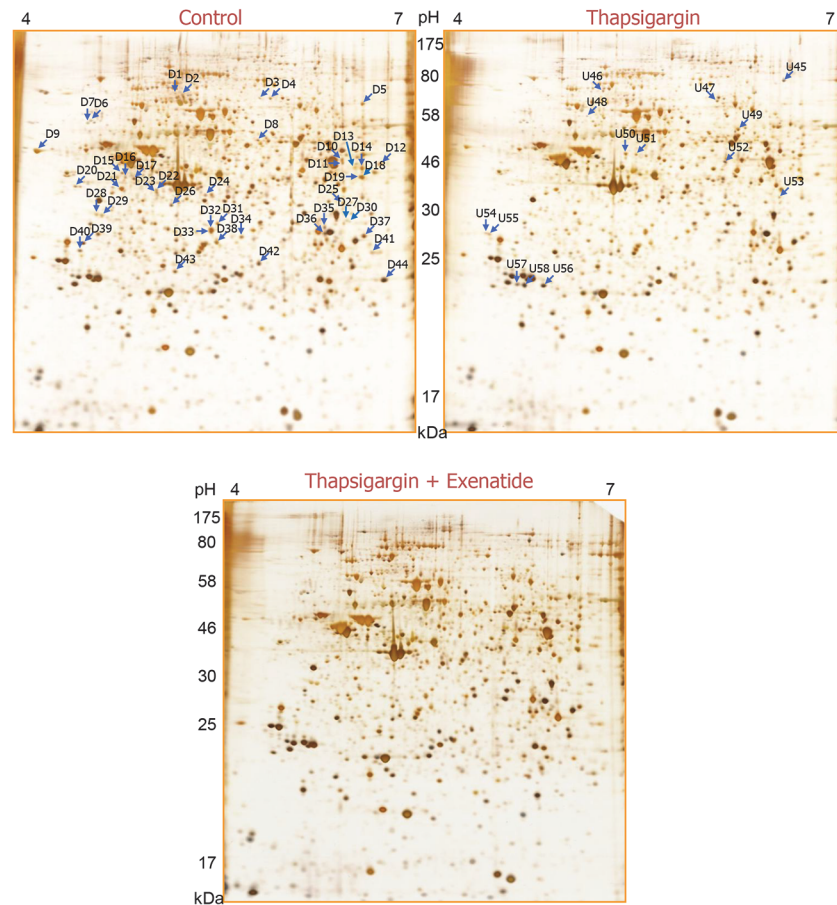 4 Control 7 pH 4 Thapsigargin 7
175
D1 D2 D3 D4 U45
80
U46 U47
D5
D7 D6 U48
58
D8 U49
D9 D13 U50 U51
D10 D14 D12
D15 D16 D11 46 U52
D17 D18
D20 D21 D23 D22 D19
D24 D25 U53
D28 D29 D26
D32 D31 D35 D27 D30 30
D34 D36 D37 U54 U55
D40 D39 D33 D38
D42 D41 25
D43 D44 U57 U58 U56
17
kDa
Thapsigargin + Exenatide
pH 4 7
175
80
58
46
30
25
17
kDa